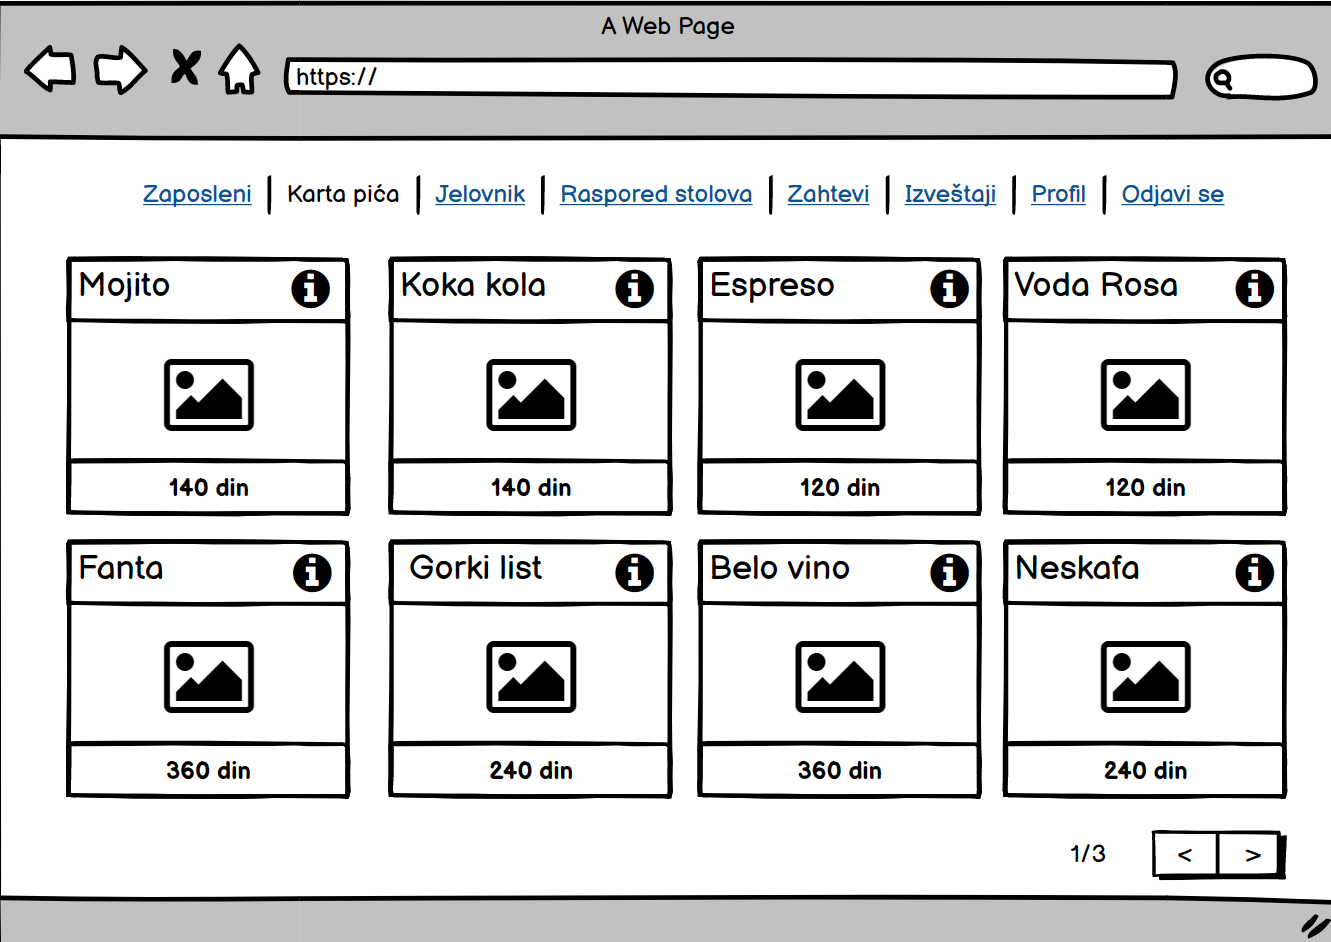 A Web Page
https://
Zaposleni Karta pića Jelovnik Raspored stolova Zahtevi Izveštaji Profil Odjavi se
Mojito Koka kola Espreso Voda Rosa
140 din 140 din 120 din 120 din
Fanta Gorki list Belo vino Neskafa
360 din 240 din 360 din 240 din
1/3 < >